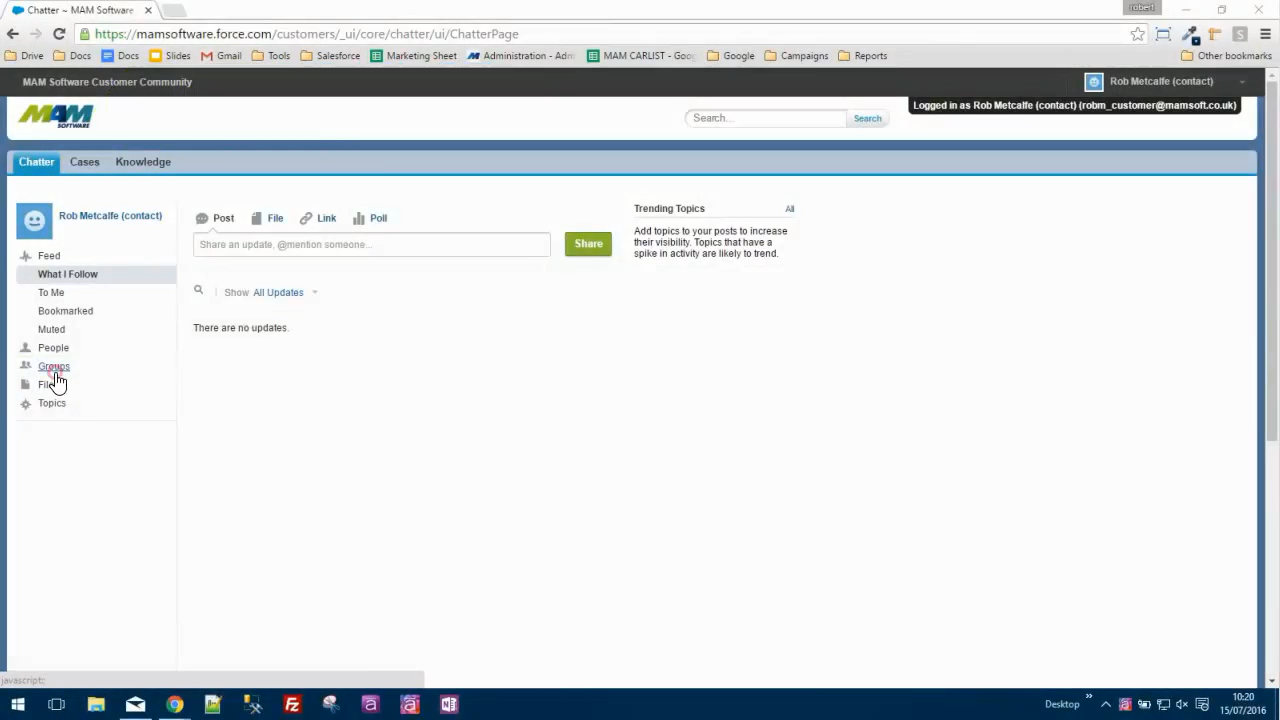 robert
Chatter ~ MAM Software
https://mamsoftware.force.com/customers/_ui/core/chatter/ui/ChatterPage
Drive Docs Docs Slides Gmail Tools Salesforce Marketing Sheet Administration - Adm MAM CARLIST - Goo Google Campaigns Reports Other bookmarks
MAM Software Customer Community Rob Metcalfe (contact)
Logged in as Rob Metcalfe (contact) (robm_customer@mamsoft.co.uk)
MAM SOFTWARE Search... Search
Chatter Cases Knowledge
Rob Metcalfe (contact)
Feed
What I Follow
To Me
Bookmarked
Muted
People
Groups
Topics
Post File Link Poll
Share an update, @mention someone... Share
Show All Updates
There are no updates.
Trending Topics All
Add topics to your posts to increase
their visibility. Topics that have a
spike in activity are likely to trend.
javascript:;
Desktop
10:20
15/07/2016